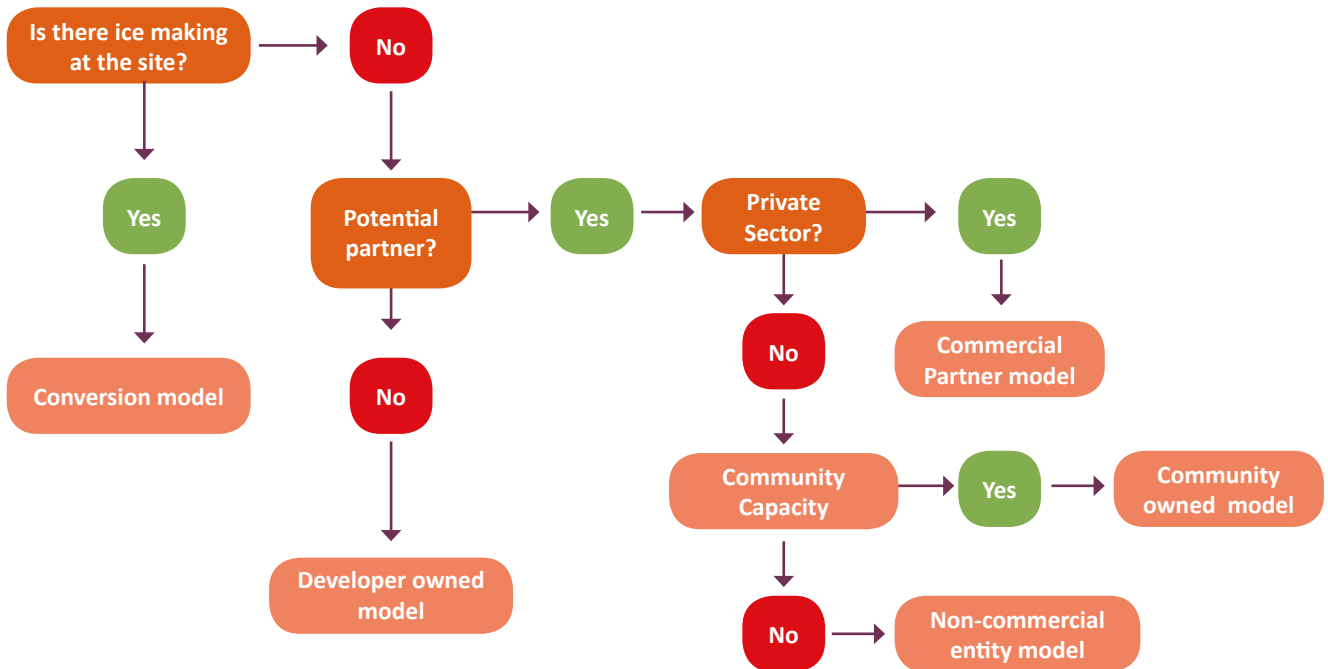 Is there ice making
at the site?
No
Yes
Conversion model
Potential
partner?
Yes
Private
Sector?
Yes
Commercial
Partner model
No
Developer owned
model
No
Community
Capacity
Yes
Community
owned model
No
Non-commercial
entity model